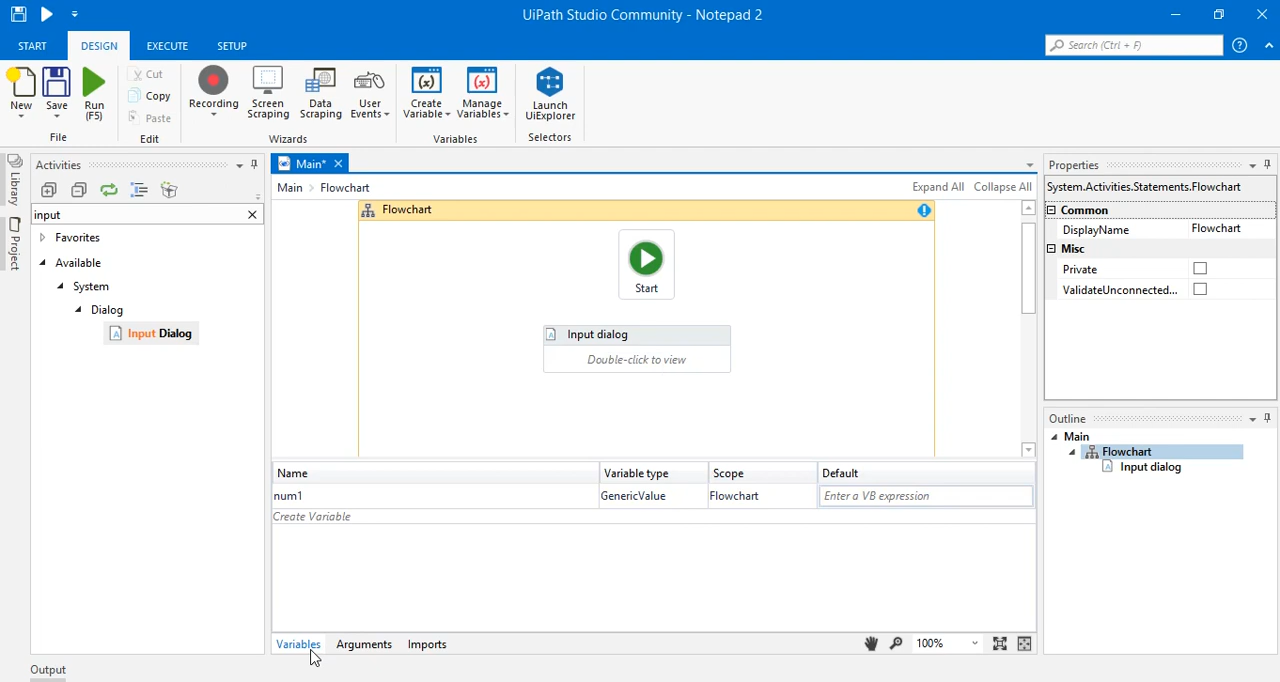 UiPath Studio Community - Notepad 2
START DESIGN EXECUTE SETUP
Search (Ctrl + F)
New Save Run (F5)
Cut
Copy
Paste
Recording Screen Scraping Data Scraping User Events
Create Variable Manage Variables
Launch UiExplorer
File Edit Wizards Variables Selectors
Library
Project
Activities
input
Favorites
Available
System
Dialog
Input Dialog
Main*
Main Flowchart Expand All Collapse All
Flowchart
Start
Input dialog
Double-click to view
Name Variable type Scope Default
num1 GenericValue Flowchart Enter a VB expression
Create Variable
Variables Arguments Imports 100%
Properties
System.Activities.Statements.Flowchart
Common
DisplayName Flowchart
Misc
Private
ValidateUnconnected...
Outline
Main
Flowchart
Input dialog
Output